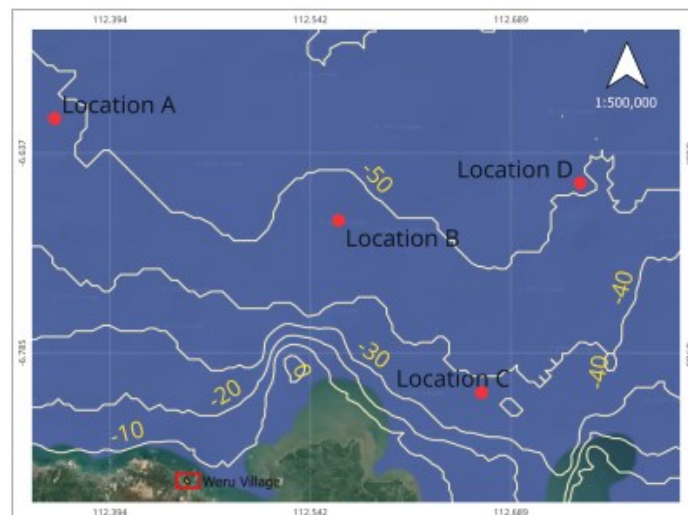 112.394 112.542 112.689
1:500,000
Location A
-6.637
-50
Location D
Location B
-40
-6.785
-30
-40
Location C
0
-20
-10
Weru Village
112.394 112.542 112.689